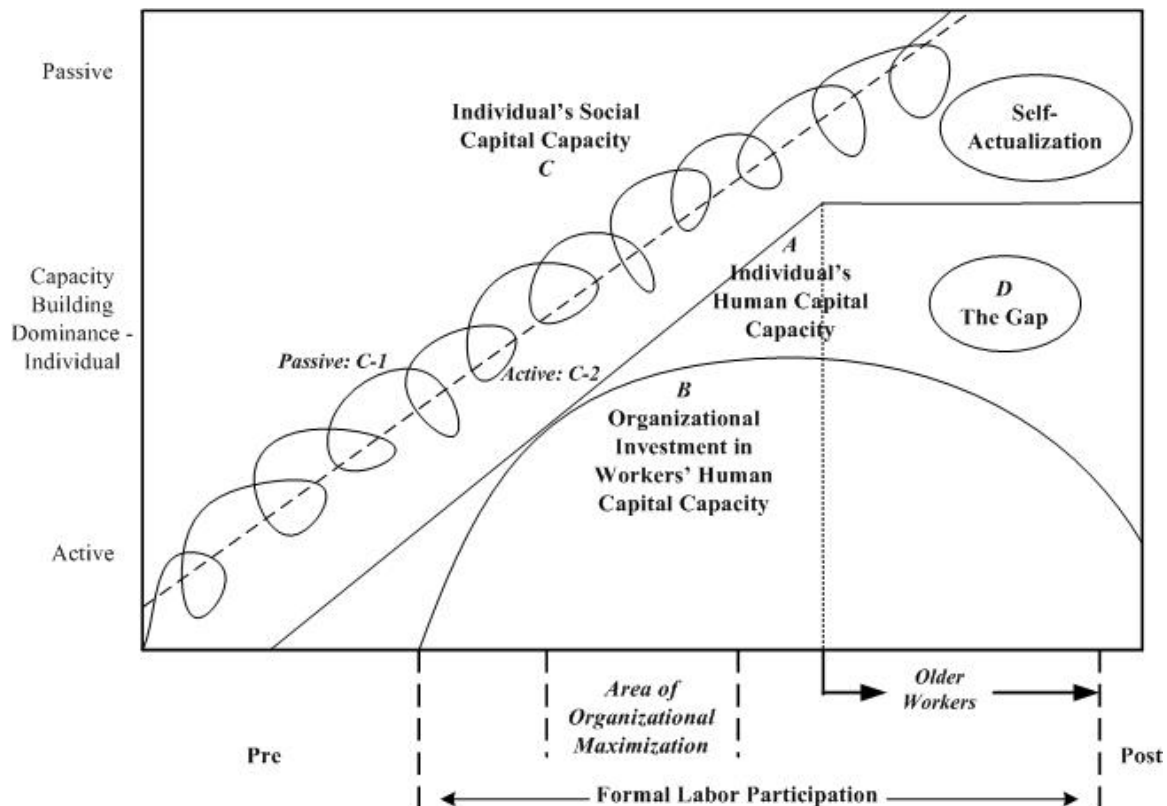 Passive
Individual's Social
Capital Capacity
C
Self-
Actualization
A
Individual's
Human Capital
Capacity
D
The Gap
Capacity
Building
Dominance -
Individual
Passive: C-1
Active: C-2
B
Organizational
Investment in
Workers' Human
Capital Capacity
Active
Area of
Organizational
Maximization
Older
Workers
Pre
Post
Formal Labor Participation